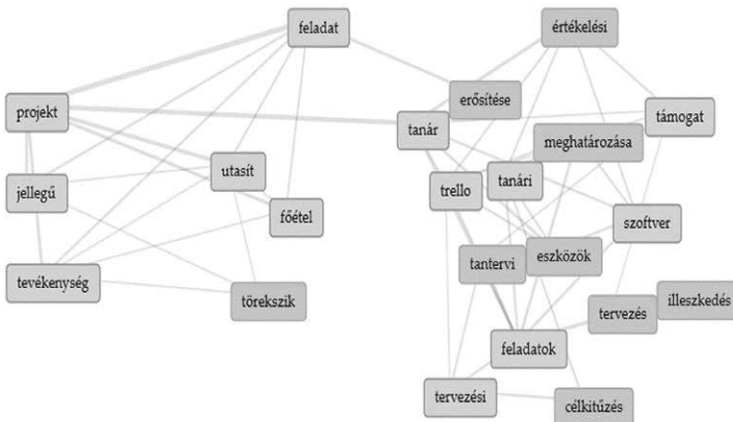 feladat
értékelési
erősítése
projekt
tanár
támogat
meghatározása
utasít
tanári
jellegű
trello
főétel
szoftver
tantervi
eszközök
tevékenység
törekszik
tervezés
illeszkedés
feladatok
tervezési
célkitűzés